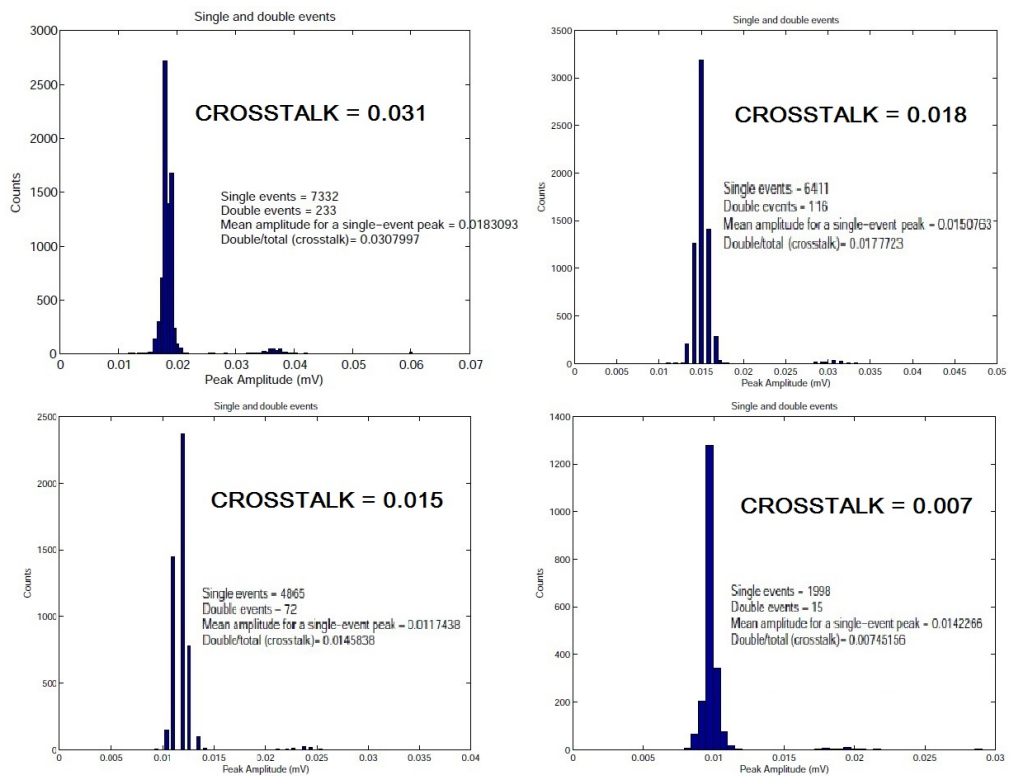 Single and double events
3000
2500
2000
1500
1000
500
0
Counts
CROSSTALK = 0.031
Single events = 7332
Double events = 233
Mean amplitude for a single-event peak = 0.0183093
Double/total (crosstalk)= 0.0307997
0 0.01 0.02 0.03 0.04 0.05 0.06 0.07
Peak Amplitude (mV)
Single and double events
3500
3000
2500
2000
1500
1000
500
0
Counts
CROSSTALK = 0.018
Single events = 6411
Double events = 116
Mean amplitude for a single-event peak = 0.0150763
Double/total (crosstalk)= 0.0177723
0 0.005 0.01 0.015 0.02 0.025 0.03 0.035 0.04 0.045 0.05
Peak Amplitude (mV)
Single and double events
2500
2000
1500
1000
500
0
Counts
CROSSTALK = 0.015
Single events = 4865
Double events = 72
Mean amplitude for a single-event peak = 0.0117438
Double/total (crosstalk)= 0.0145838
0 0.005 0.01 0.015 0.02 0.025 0.03 0.035 0.04
Peak Amplitude (mV)
Single and double events
1400
1200
1000
800
600
400
200
0
Counts
CROSSTALK = 0.007
Single events = 1998
Double events = 15
Mean amplitude for a single-event peak = 0.0142266
Double/total (crosstalk)= 0.00745156
0 0.005 0.01 0.015 0.02 0.025 0.03
Peak Amplitude (mV)